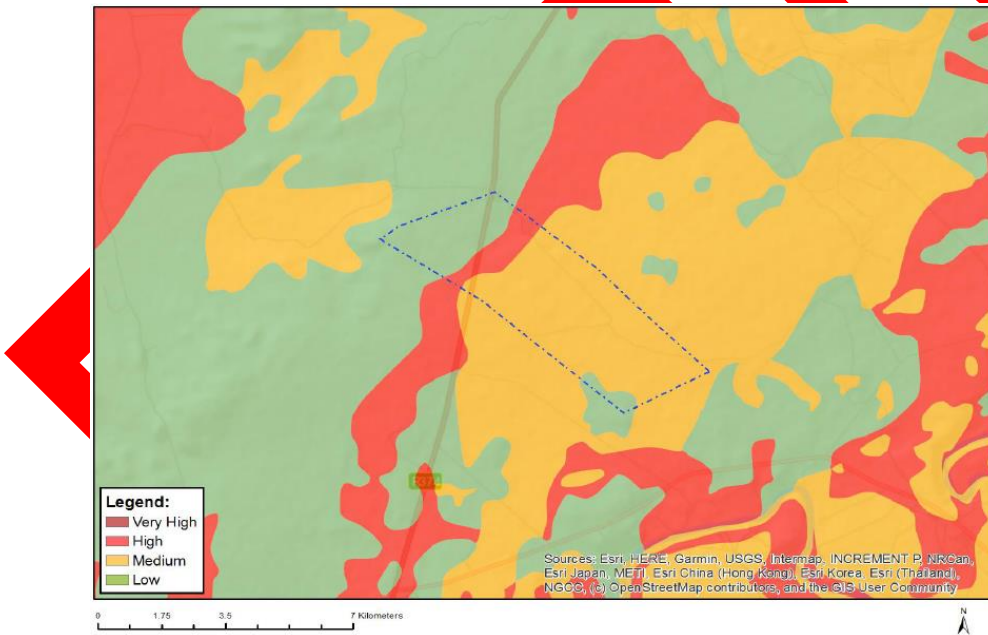 Legend:
Very High
High
Medium
Low
Sources: Esri, HERE, Garmin, USGS, Intermap, INCREMENT P, NRCan,
Esri Japan, METI, Esri China (Hong Kong), Esri Korea, Esri (Thailand),
NGCC, (c) OpenStreetMap contributors, and the GIS User Community
0 1.75 3.5 7 Kilometers
N